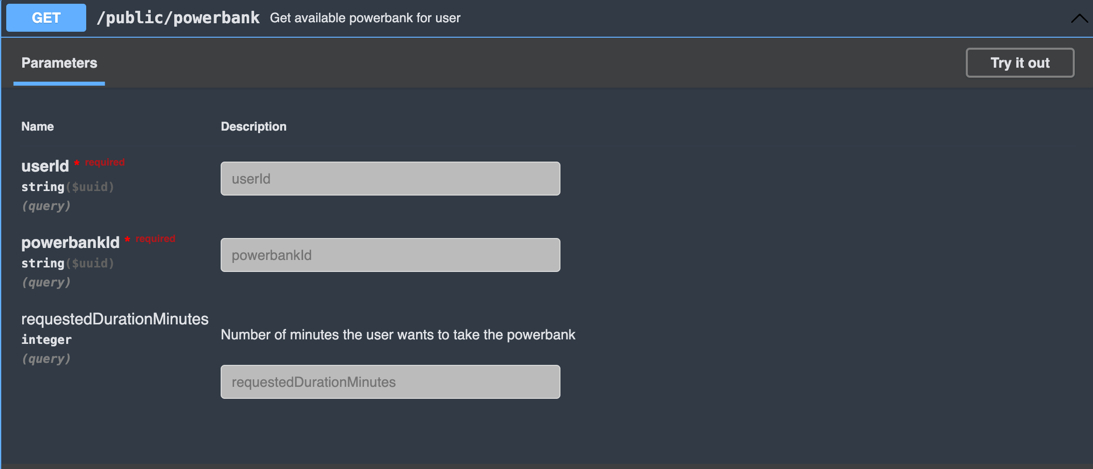 GET /public/powerbank Get available powerbank for user
Parameters
Try it out
Name Description
userId * required
string($uuid)
(query)
userId
powerbankId * required
string($uuid)
(query)
powerbankId
requestedDurationMinutes
integer
(query)
Number of minutes the user wants to take the powerbank
requestedDurationMinutes